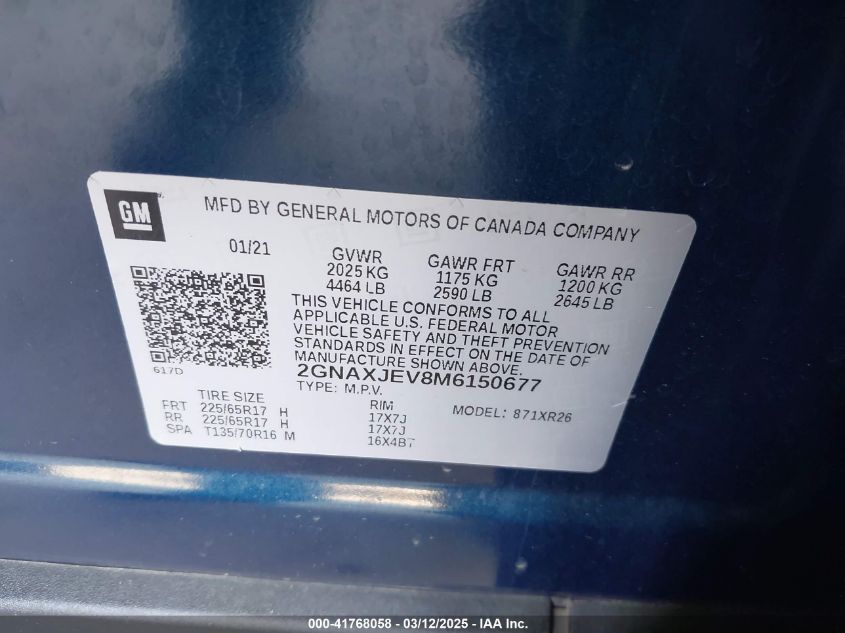 GM
MFD BY GENERAL MOTORS OF CANADA COMPANY
01/21
GVWR
2025 KG
4464 LB
GAWR FRT
1175 KG
2590 LB
GAWR RR
1200 KG
2645 LB
THIS VEHICLE CONFORMS TO ALL
APPLICABLE U.S. FEDERAL MOTOR
VEHICLE SAFETY AND THEFT PREVENTION
STANDARDS IN EFFECT ON THE DATE OF
MANUFACTURE SHOWN ABOVE.
617D
2GNAXJEV8M6150677
TYPE: M.P.V.
MODEL: 871XR26
TIRE SIZE
RIM
FRT 225/65R17 H 17X7J
RR 225/65R17 H 17X7J
SPA T135/70R16 M 16X4BT
000-41768058 - 03/12/2025 - IAA Inc.